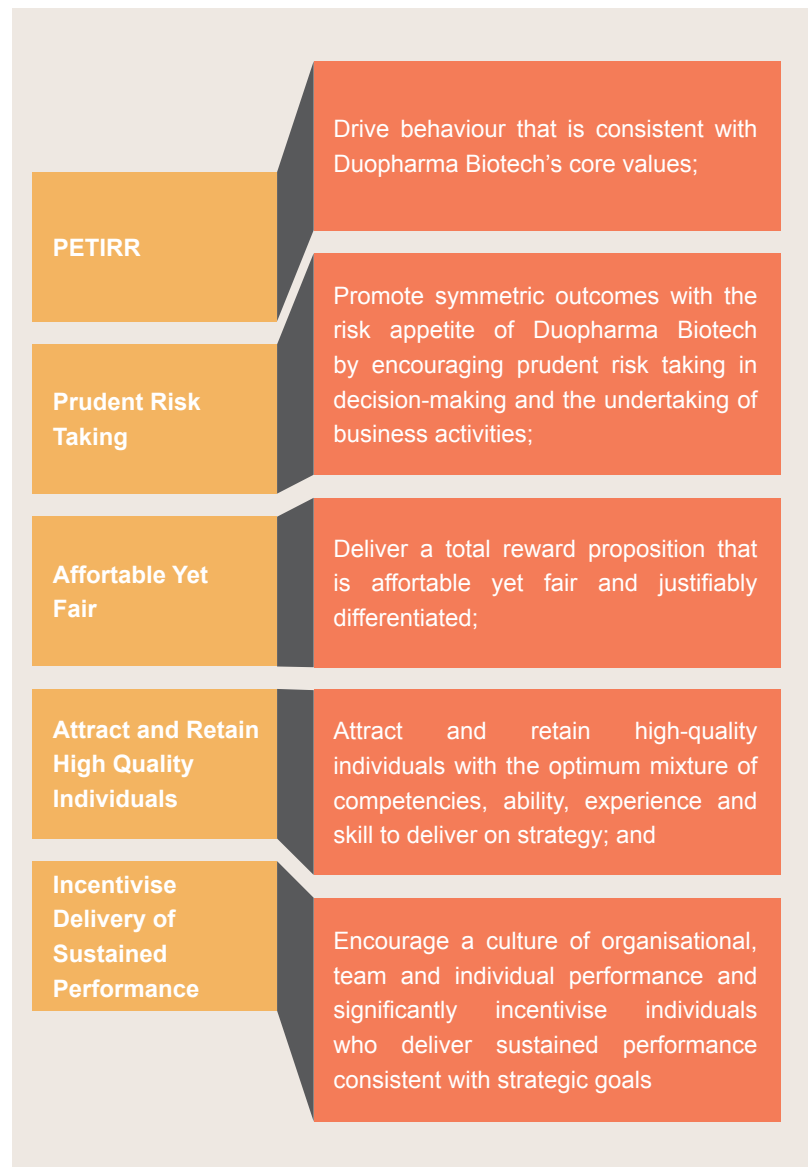 PETIRR
Drive behaviour that is consistent with
Duopharma Biotech’s core values;
Prudent Risk
Taking
Promote symmetric outcomes with the
risk appetite of Duopharma Biotech
by encouraging prudent risk taking in
decision-making and the undertaking of
business activities;
Affortable Yet
Fair
Deliver a total reward proposition that
is affortable yet fair and justifiably
differentiated;
Attract and Retain
High Quality
Individuals
Attract and retain high-quality
individuals with the optimum mixture of
competencies, ability, experience and
skill to deliver on strategy; and
Incentivise
Delivery of
Sustained
Performance
Encourage a culture of organisational,
team and individual performance and
significantly incentivise individuals
who deliver sustained performance
consistent with strategic goals